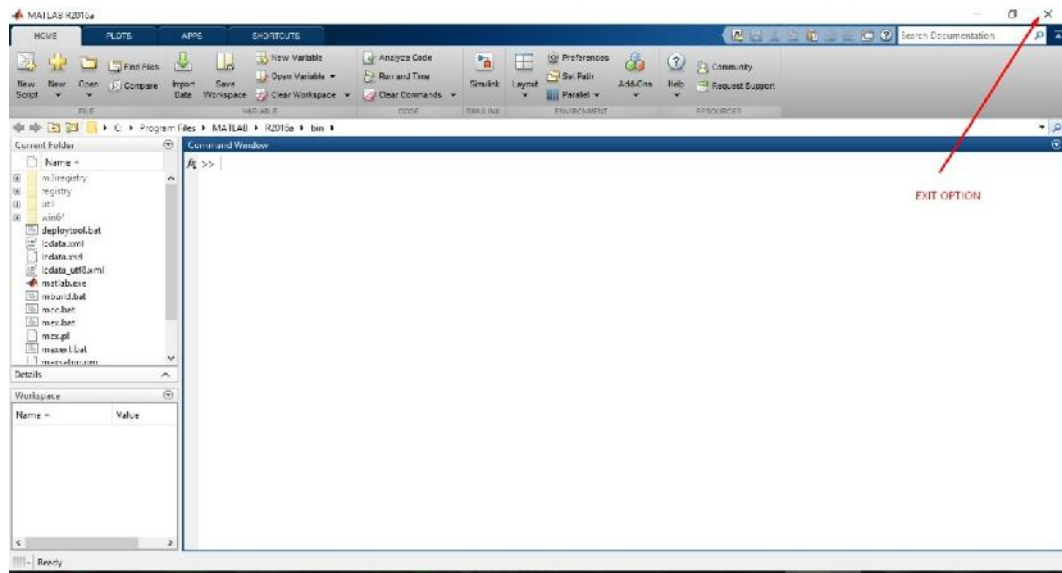 MATLAB R2016a
HOME PLOTS APPS SHORTCUTS Search Documentation
New Script
New
Open
Find Files
Compare
FILE
Import Data
Save Workspace
New Variable
Open Variable
Clear Workspace
VARIABLE
Analyze Code
Run and Time
Clear Commands
CODE
Simulink
SIMULINK
Layout
Preferences
Set Path
Parallel
Add-Ons
ENVIRONMENT
Help
Community
Request Support
RESOURCES
C: Program Files MATLAB R2016a bin
Current Folder
Name
m3iregistry
registry
util
win64
deploytool.bat
lcdata.xml
lcdata.xsd
lcdata_utf8.xml
matlab.exe
mbuild.bat
mcc.bat
mex.bat
mex.pl
mexext.bat
Details
Workspace
Name Value
Command Window
fx >>
EXIT OPTION
Ready